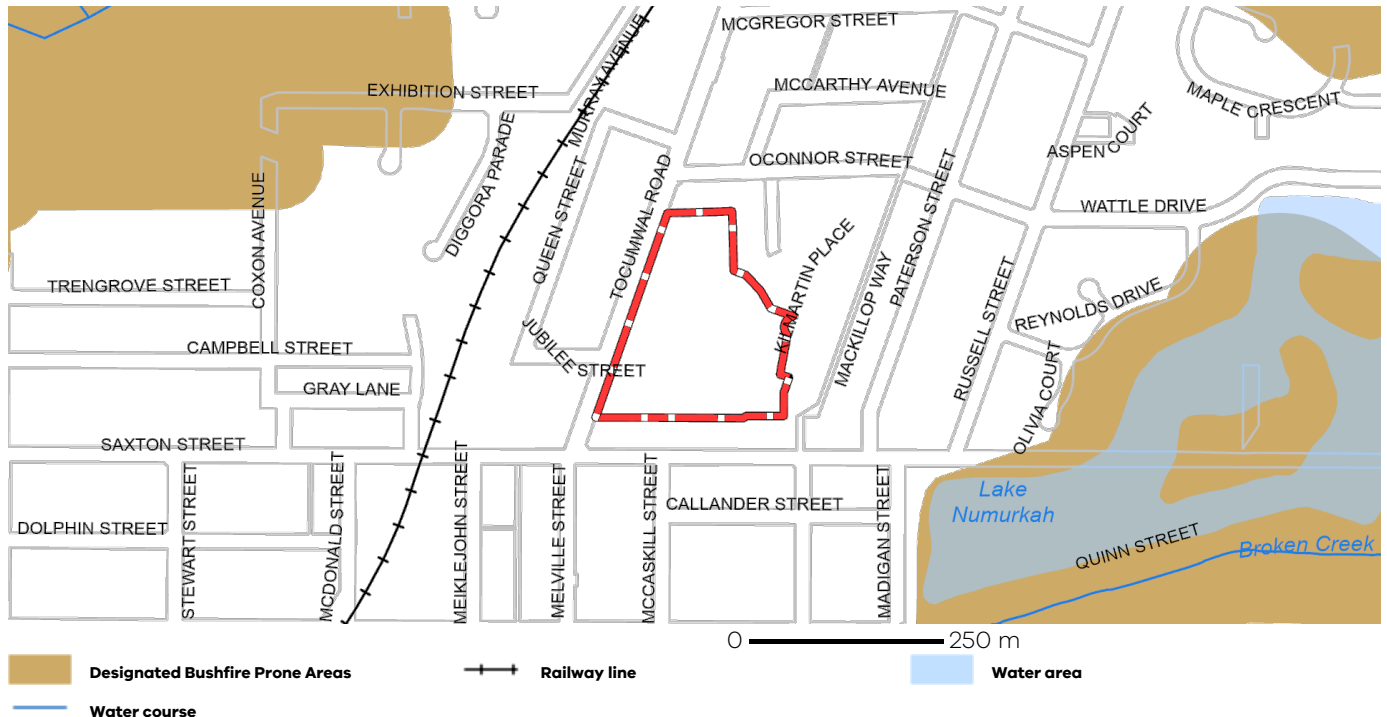 MCGREGOR STREET
MURRAY AVENUE
EXHIBITION STREET
MCCARTHY AVENUE
MAPLE CRESCENT
ASPEN COURT
DIGGORA PARADE
QUEEN STREET
TOCUMWAL ROAD
OCONNOR STREET
PATERSON STREET
WATTLE DRIVE
COXON AVENUE
KILMARTIN PLACE
MACKILLOP WAY
TRENGROVE STREET
RUSSELL STREET
REYNOLDS DRIVE
JUBILEE STREET
CAMPBELL STREET
GRAY LANE
OLIVIA COURT
SAXTON STREET
STEWART STREET
MCDONALD STREET
MEIKLEJOHN STREET
MELVILLE STREET
MCCASKILL STREET
CALLANDER STREET
MADIGAN STREET
Lake
Numurkah
DOLPHIN STREET
QUINN STREET
Broken Creek
0 250 m
Designated Bushfire Prone Areas
Railway line
Water area
Water course